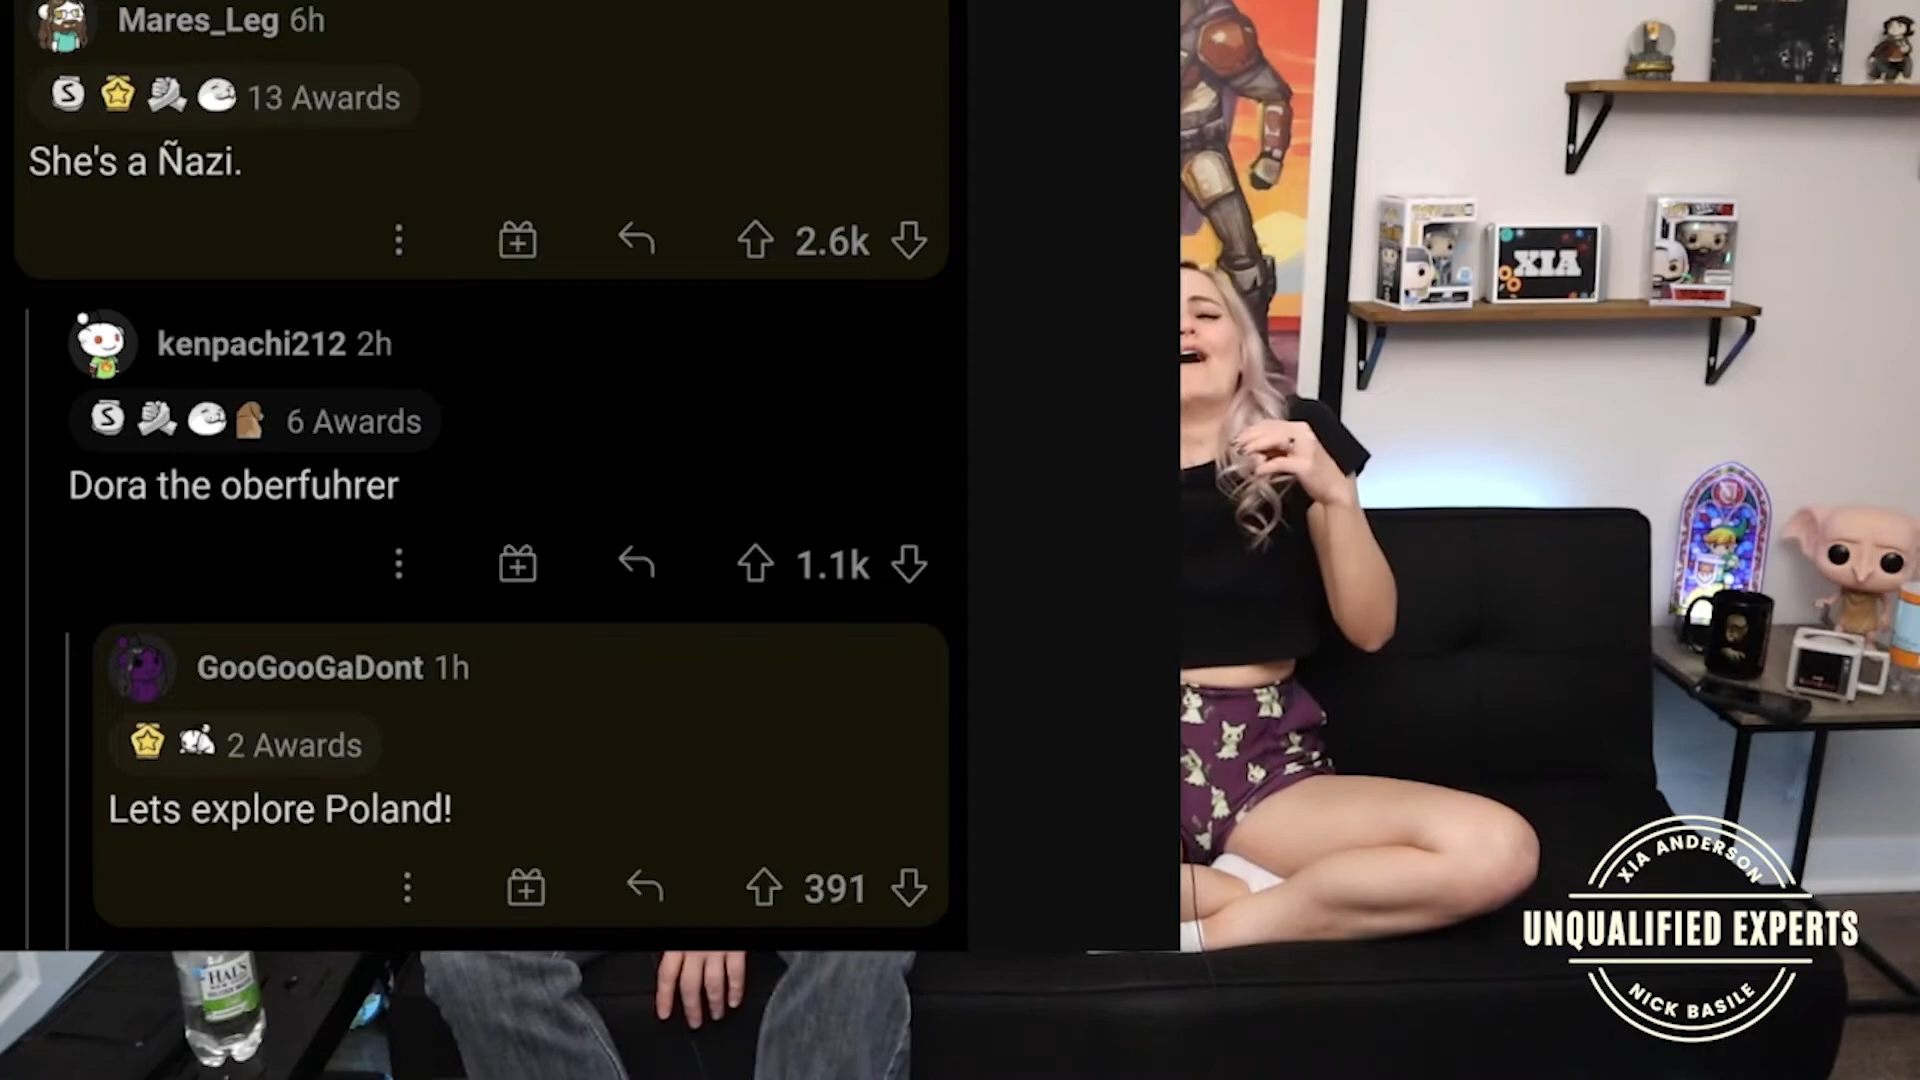 Mares_Leg 6h
13 Awards
She's a Ñazi.
2.6k
kenpachi212 2h
6 Awards
Dora the oberfuhrer
1.1k
GooGooGaDont 1h
2 Awards
Lets explore Poland!
391
XIA
HAL'S
XIA ANDERSON
UNQUALIFIED EXPERTS
NICK BASILE